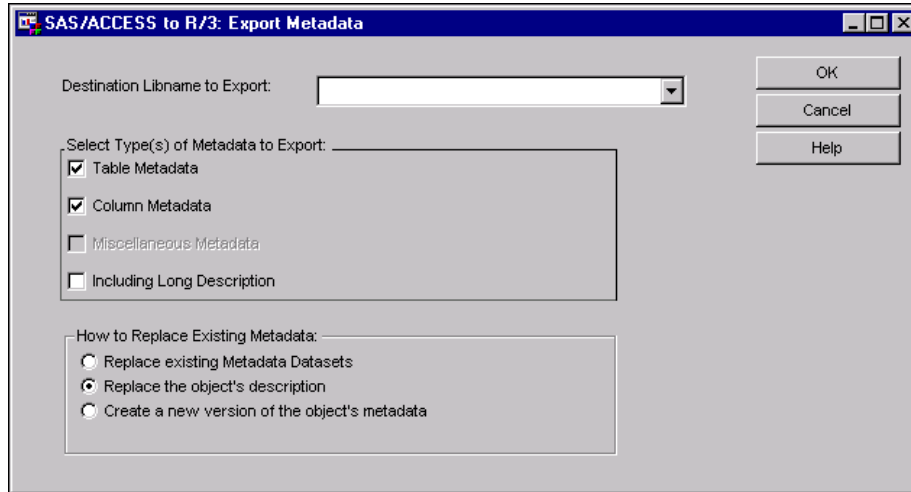 SAS/ACCESS to R/3: Export Metadata
Destination Libname to Export:
OK
Cancel
Help
Select Type(s) of Metadata to Export:
Table Metadata
Column Metadata
Miscellaneous Metadata
Including Long Description
How to Replace Existing Metadata:
Replace existing Metadata Datasets
Replace the object's description
Create a new version of the object's metadata